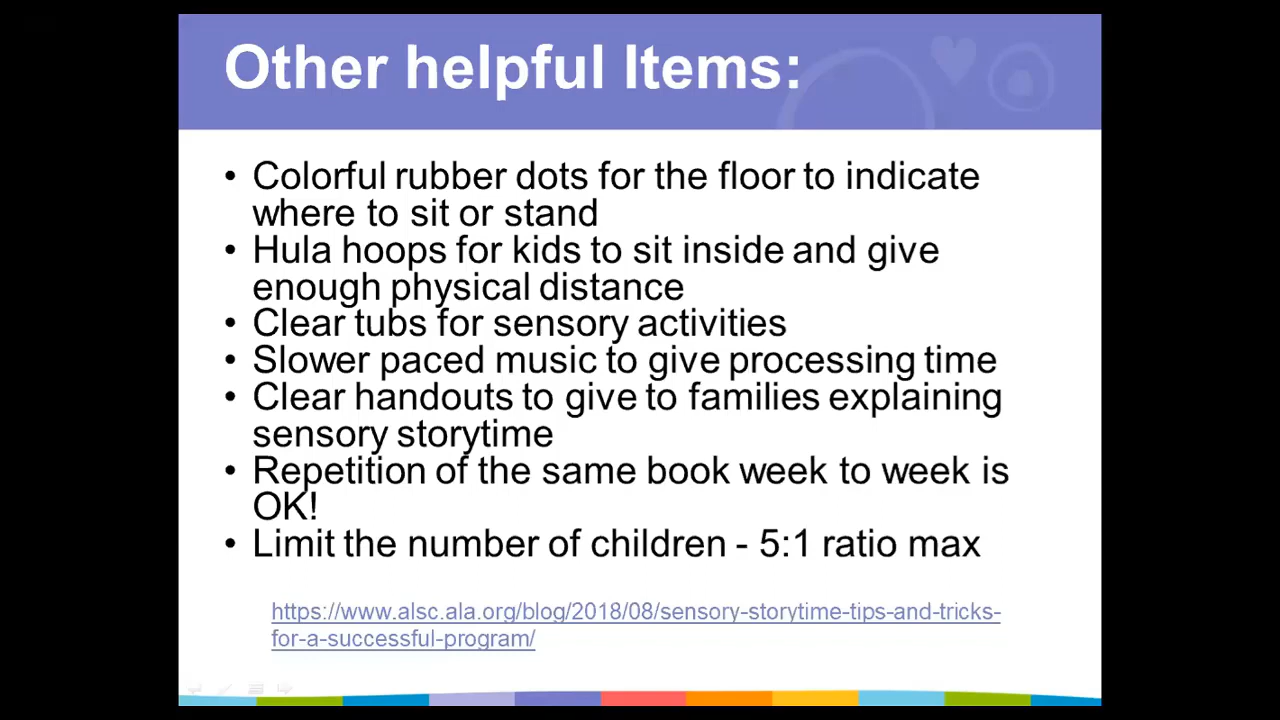 Other helpful Items:
• Colorful rubber dots for the floor to indicate
where to sit or stand
• Hula hoops for kids to sit inside and give
enough physical distance
• Clear tubs for sensory activities
• Slower paced music to give processing time
• Clear handouts to give to families explaining
sensory storytime
• Repetition of the same book week to week is
OK!
• Limit the number of children - 5:1 ratio max
https://www.alsc.ala.org/blog/2018/08/sensory-storytime-tips-and-tricks-
for-a-successful-program/